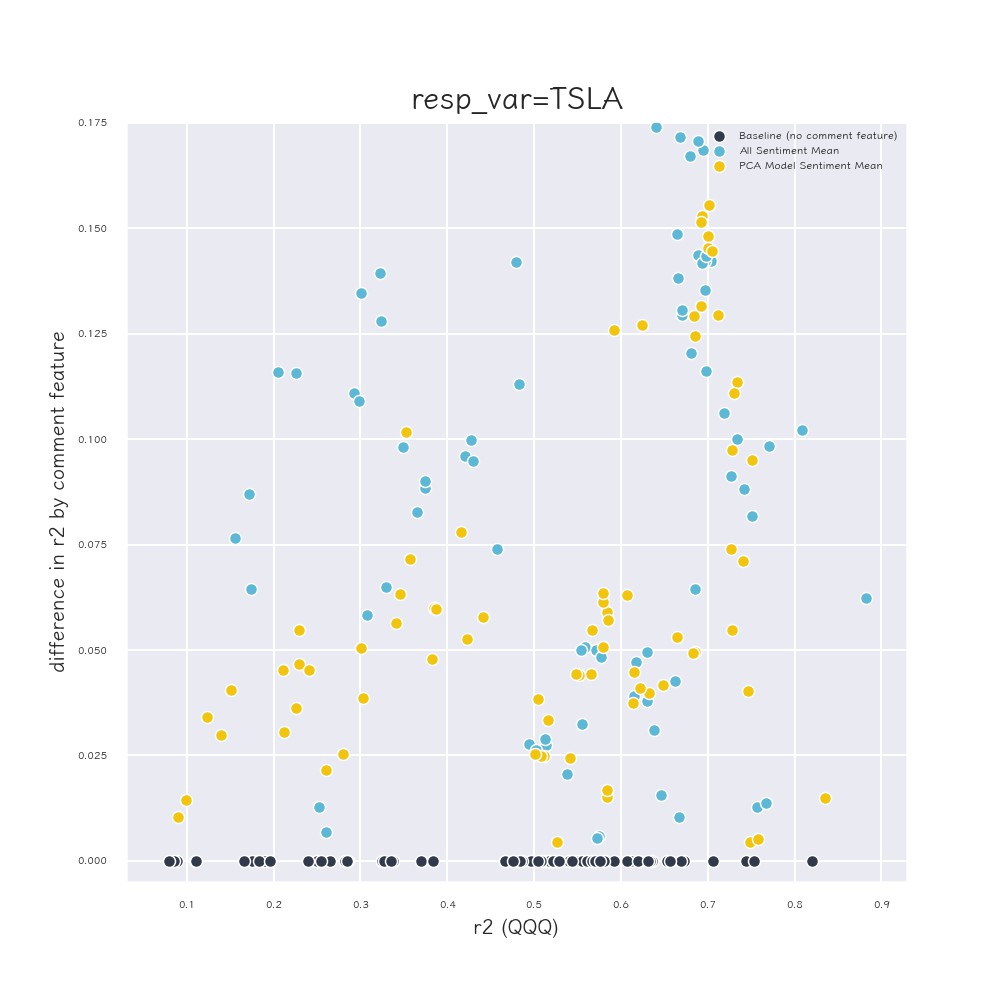 resp_var=TSLA
0.175
0.150
0.125
0.100
0.075
0.050
0.025
0.000
difference in r2 by comment feature
Baseline (no comment feature)
All Sentiment Mean
PCA Model Sentiment Mean
0.1 0.2 0.3 0.4 0.5 0.6 0.7 0.8 0.9
r2 (QQQ)